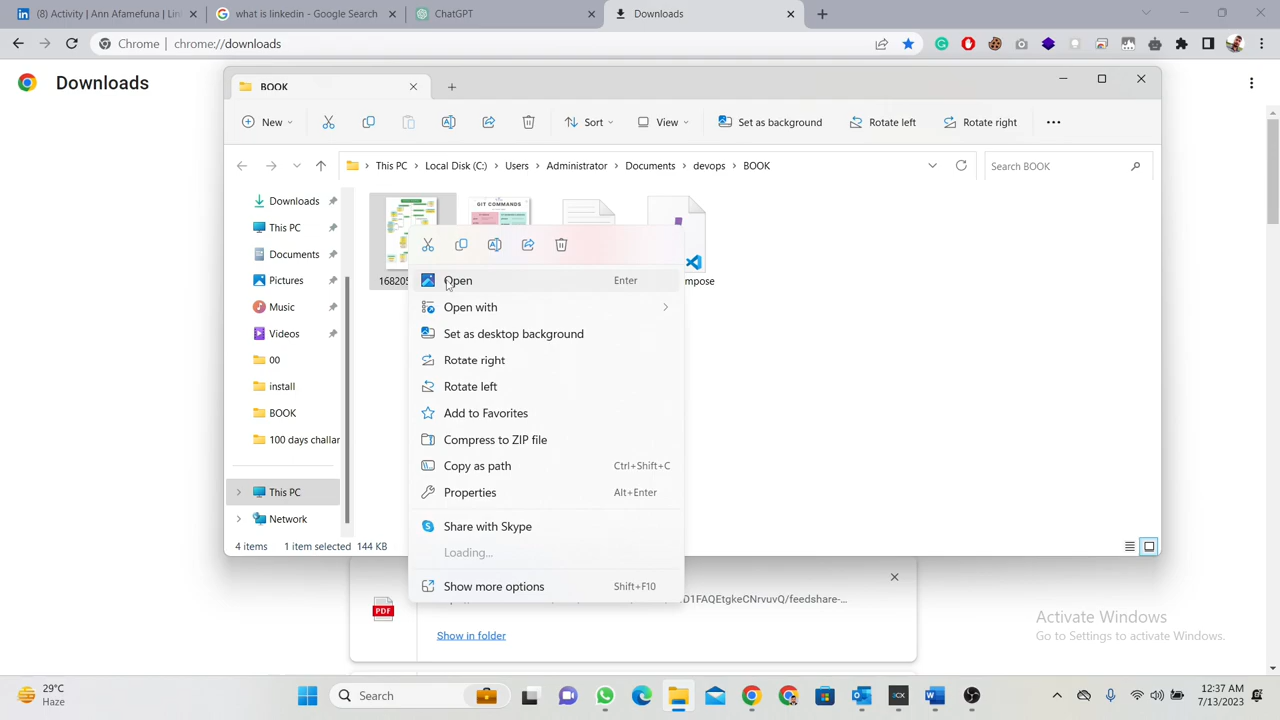 Activity | Ann Afamefuna | Lin
what is linkedin - Google Search
ChatGPT
Downloads
Chrome | chrome://downloads
Downloads
BOOK
New
Sort
View
Set as background
Rotate left
Rotate right
This PC > Local Disk (C:) > Users > Administrator > Documents > devops > BOOK
Search BOOK
Downloads
This PC
Documents
Pictures
Music
Videos
00
install
BOOK
100 days challar
This PC
Network
GIT COMMANDS
168205
mpose
Open Enter
Open with
Set as desktop background
Rotate right
Rotate left
Add to Favorites
Compress to ZIP file
Copy as path Ctrl+Shift+C
Properties Alt+Enter
Share with Skype
Loading...
Show more options Shift+F10
4 items 1 item selected 144 KB
D1FAQEtgkeCNrvuvQ/feedshare-...
PDF
Show in folder
Activate Windows
Go to Settings to activate Windows.
29°C
Haze
Search
12:37 AM
7/13/2023